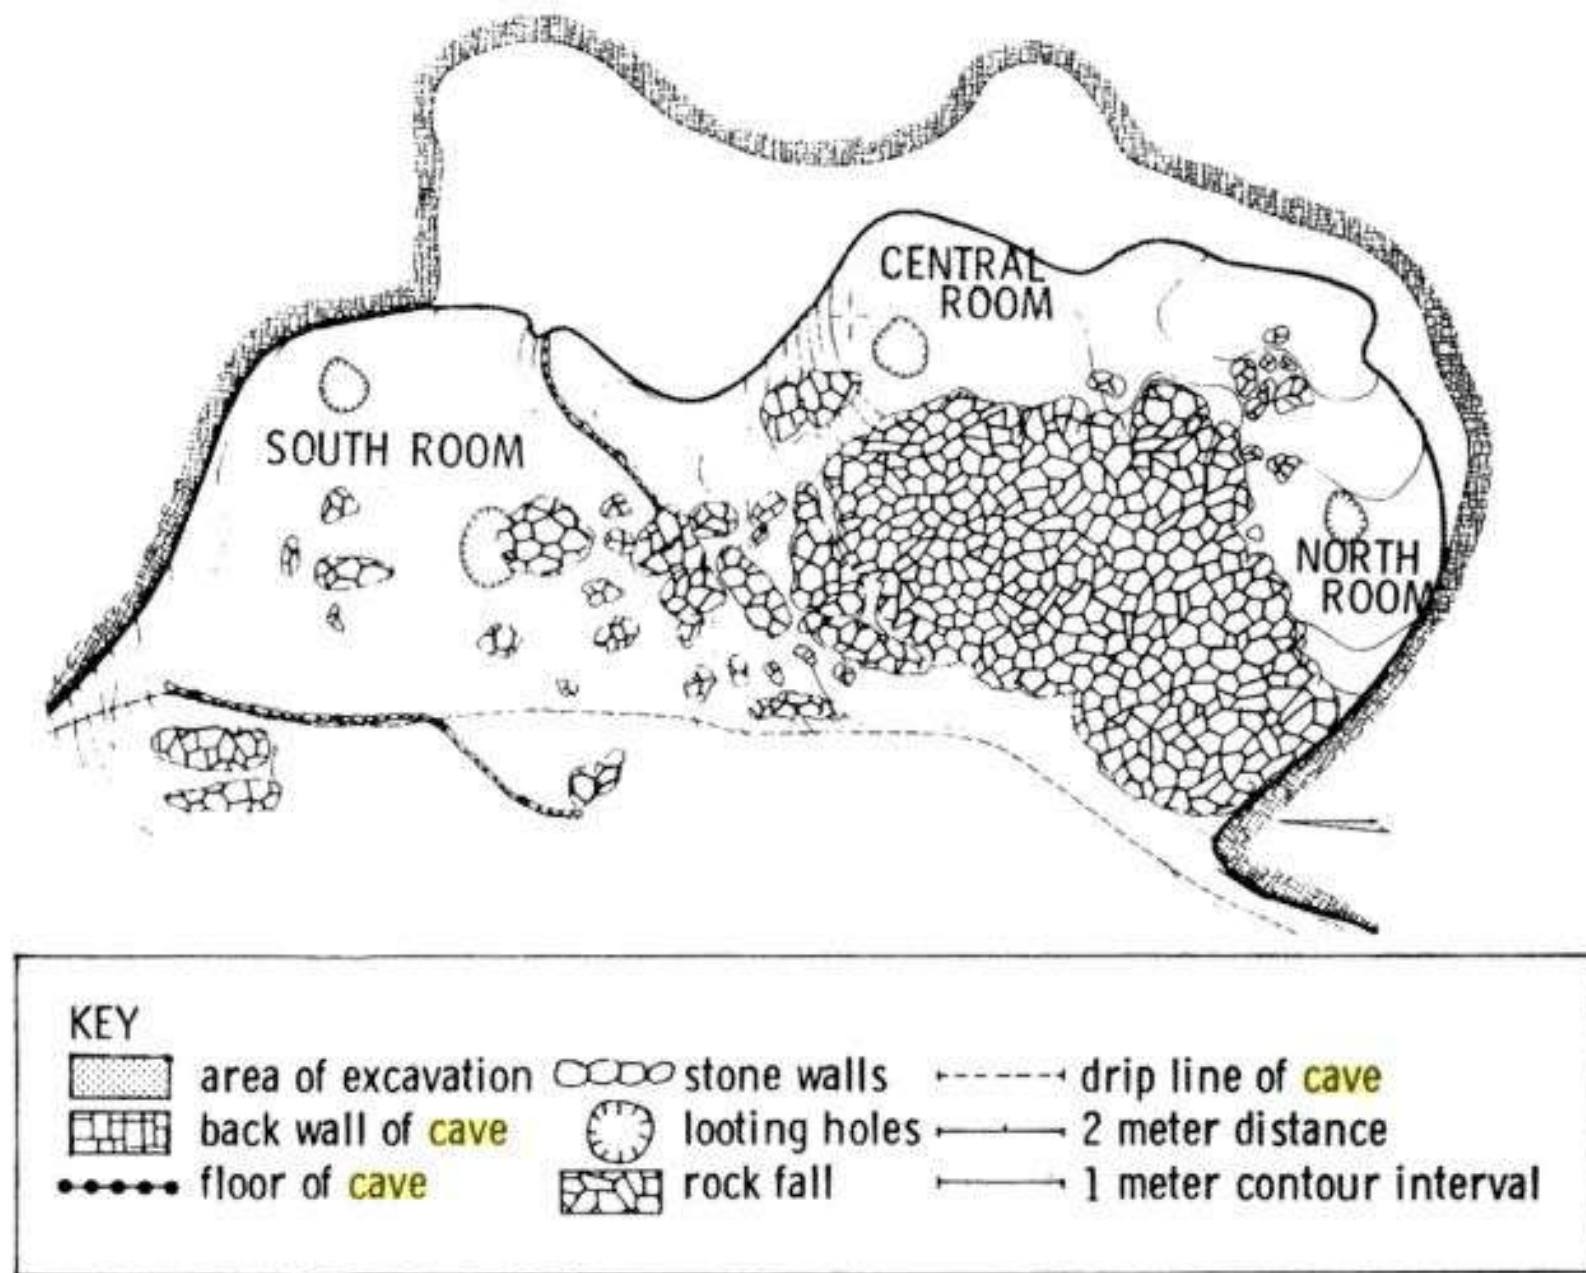 CENTRAL
ROOM
SOUTH ROOM
NORTH
ROOM
KEY
area of excavation
stone walls
drip line of cave
back wall of cave
looting holes
2 meter distance
floor of cave
rock fall
1 meter contour interval